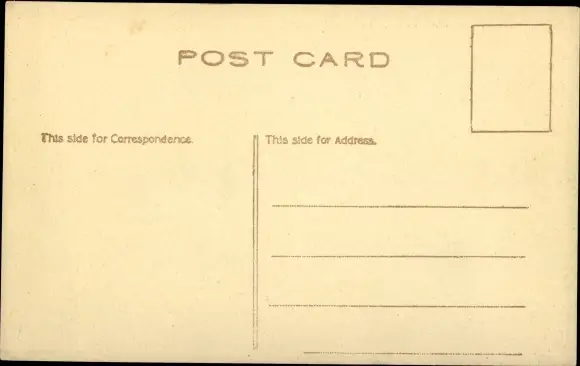 POST CARD
This side for Correspondence.
This side for Address.